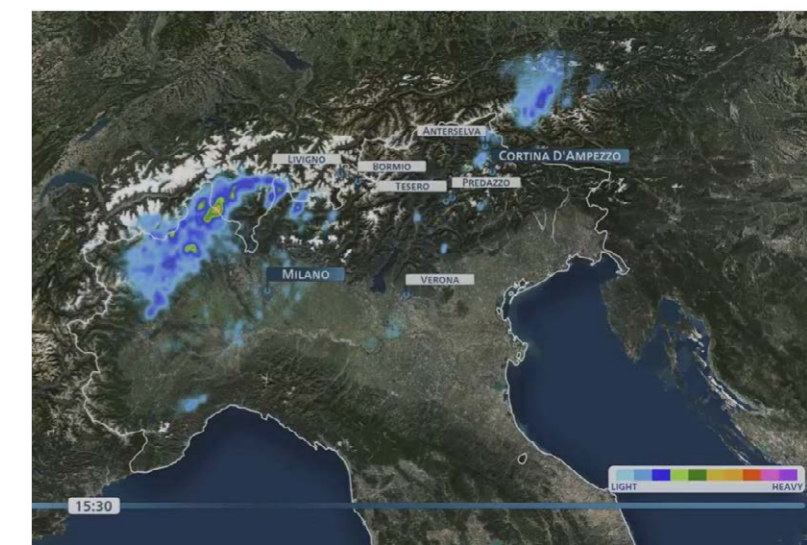 ANTERSELVA
CORTINA D'AMPEZZO
LIVIGNO
BORMIO
TESERO
PREDAZZO
MILANO
VERONA
LIGHT
HEAVY
15:30